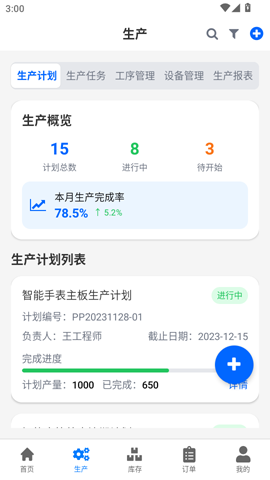 3:00
生产
生产计划 生产任务 工序管理 设备管理 生产报表
生产概览
15 8 3
计划总数 进行中 待开始
本月生产完成率
78.5% ↑ 5.2%
生产计划列表
智能手表主板生产计划 进行中
计划编号：PP20231128-01
负责人：王工程师 截止日期：2023-12-15
完成进度
计划产量：1000 已完成：650 详情
首页 生产 库存 订单 我的